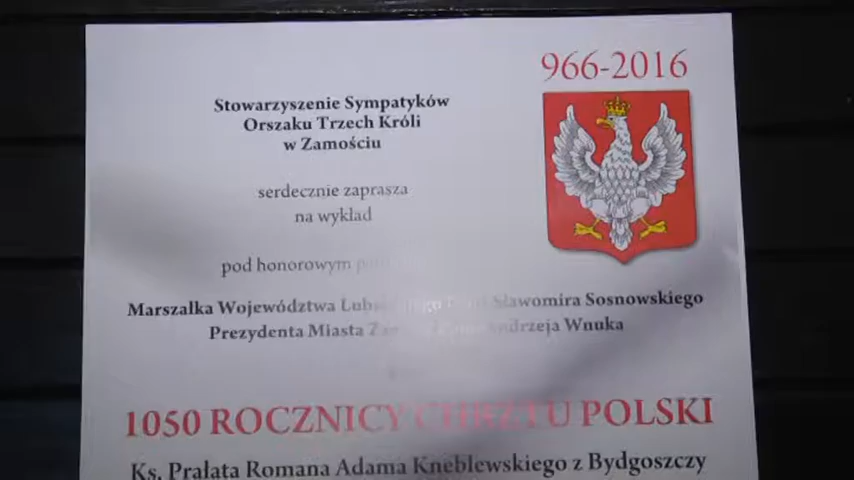 966-2016
Stowarzyszenie Sympatyków
Orszaku Trzech Króli
w Zamościu
serdecznie zaprasza
na wykład
pod honorowym
Marszałka Województwa Sławomira Sosnowskiego
Prezydenta Miasta Andrzeja Wnuka
1050 ROCZNICY CHRZTU POLSKI
Ks. Prałata Romana Adama Kneblewskiego z Bydgoszczy